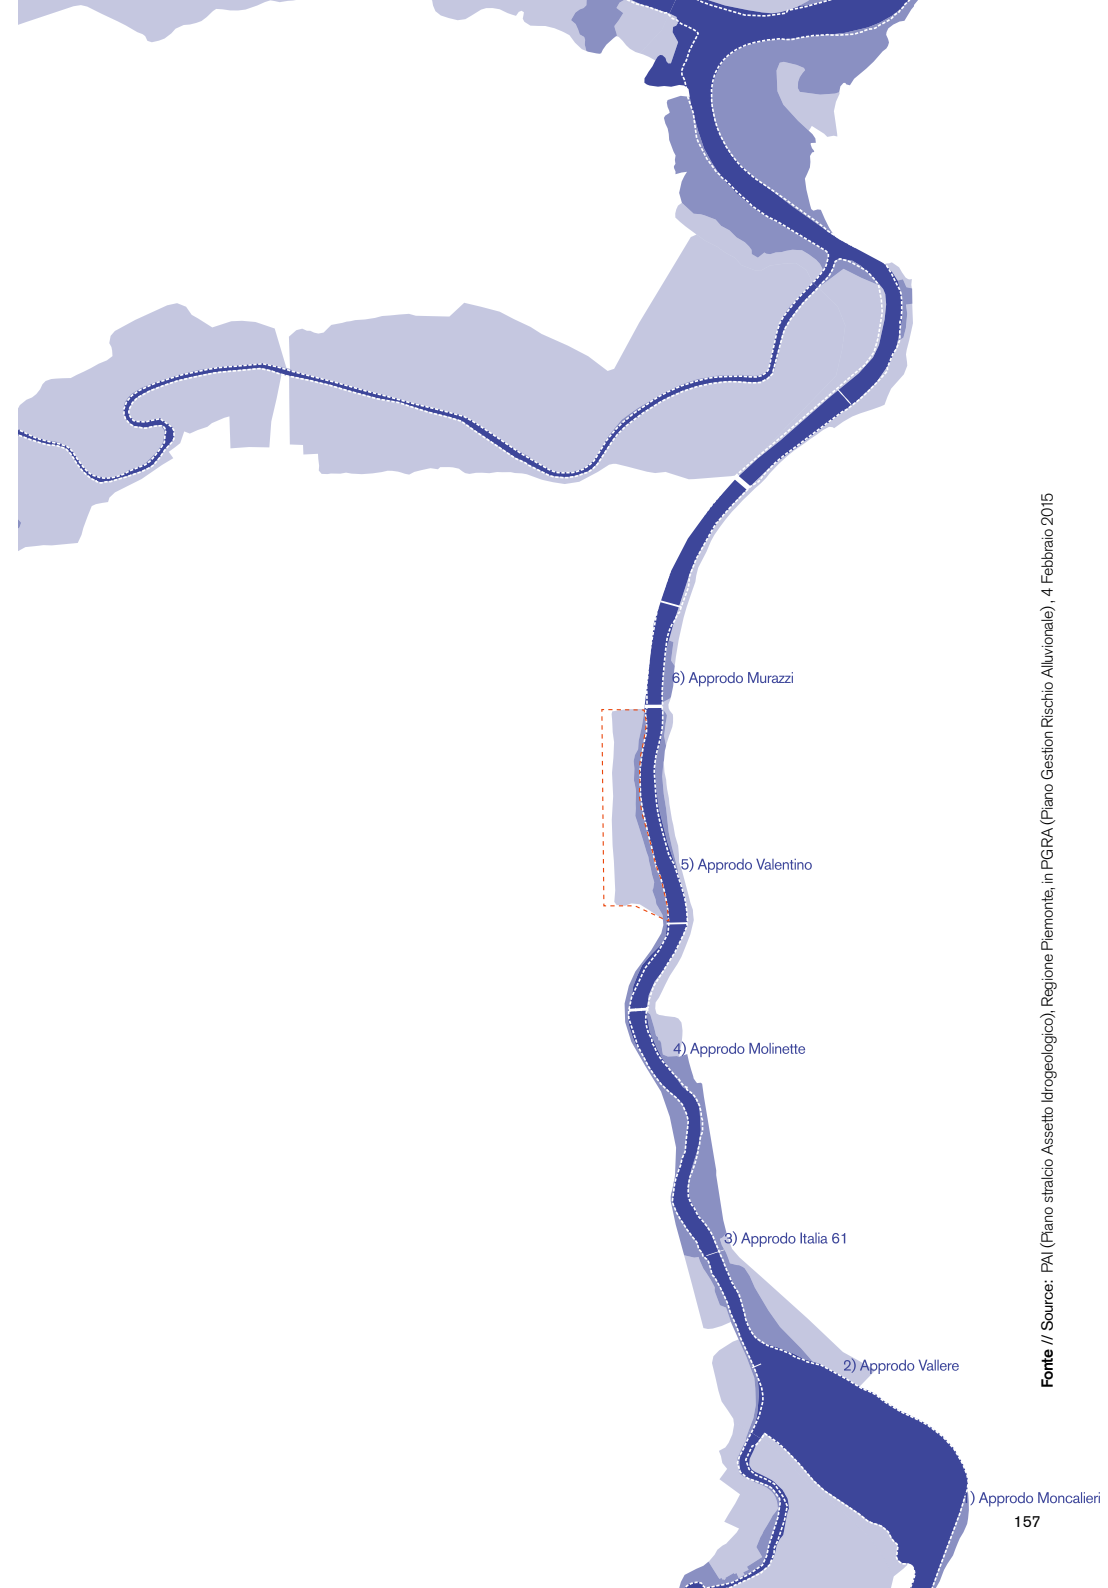 6) Approdo Murazzi
5) Approdo Valentino
4) Approdo Molinette
3) Approdo Italia 61
2) Approdo Vallere
1) Approdo Moncalieri
157
Fonte // Source: PAI (Piano stralcio Assetto Idrogeologico), Regione Piemonte, in PGRA (Piano Gestion Rischio Alluvionale), 4 Febbraio 2015